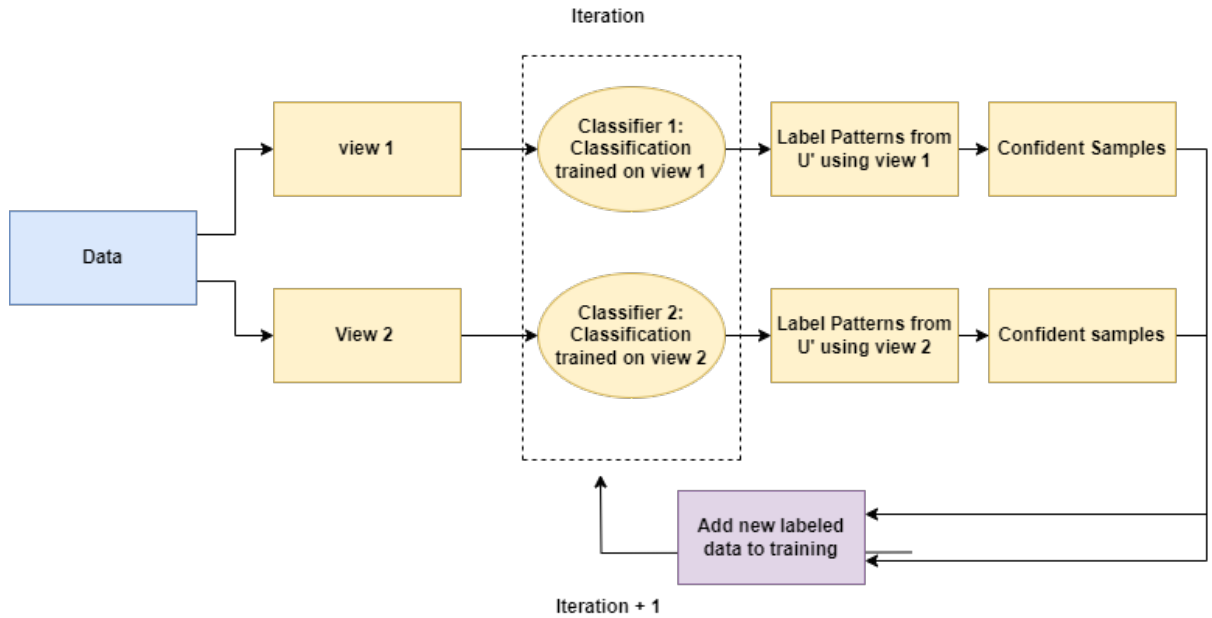 Iteration
view 1
Classifier 1:
Classification
trained on view 1
Label Patterns from
U' using view 1
Confident Samples
Data
View 2
Classifier 2:
Classification
trained on view 2
Label Patterns from
U' using view 2
Confident samples
Add new labeled
data to training
Iteration + 1